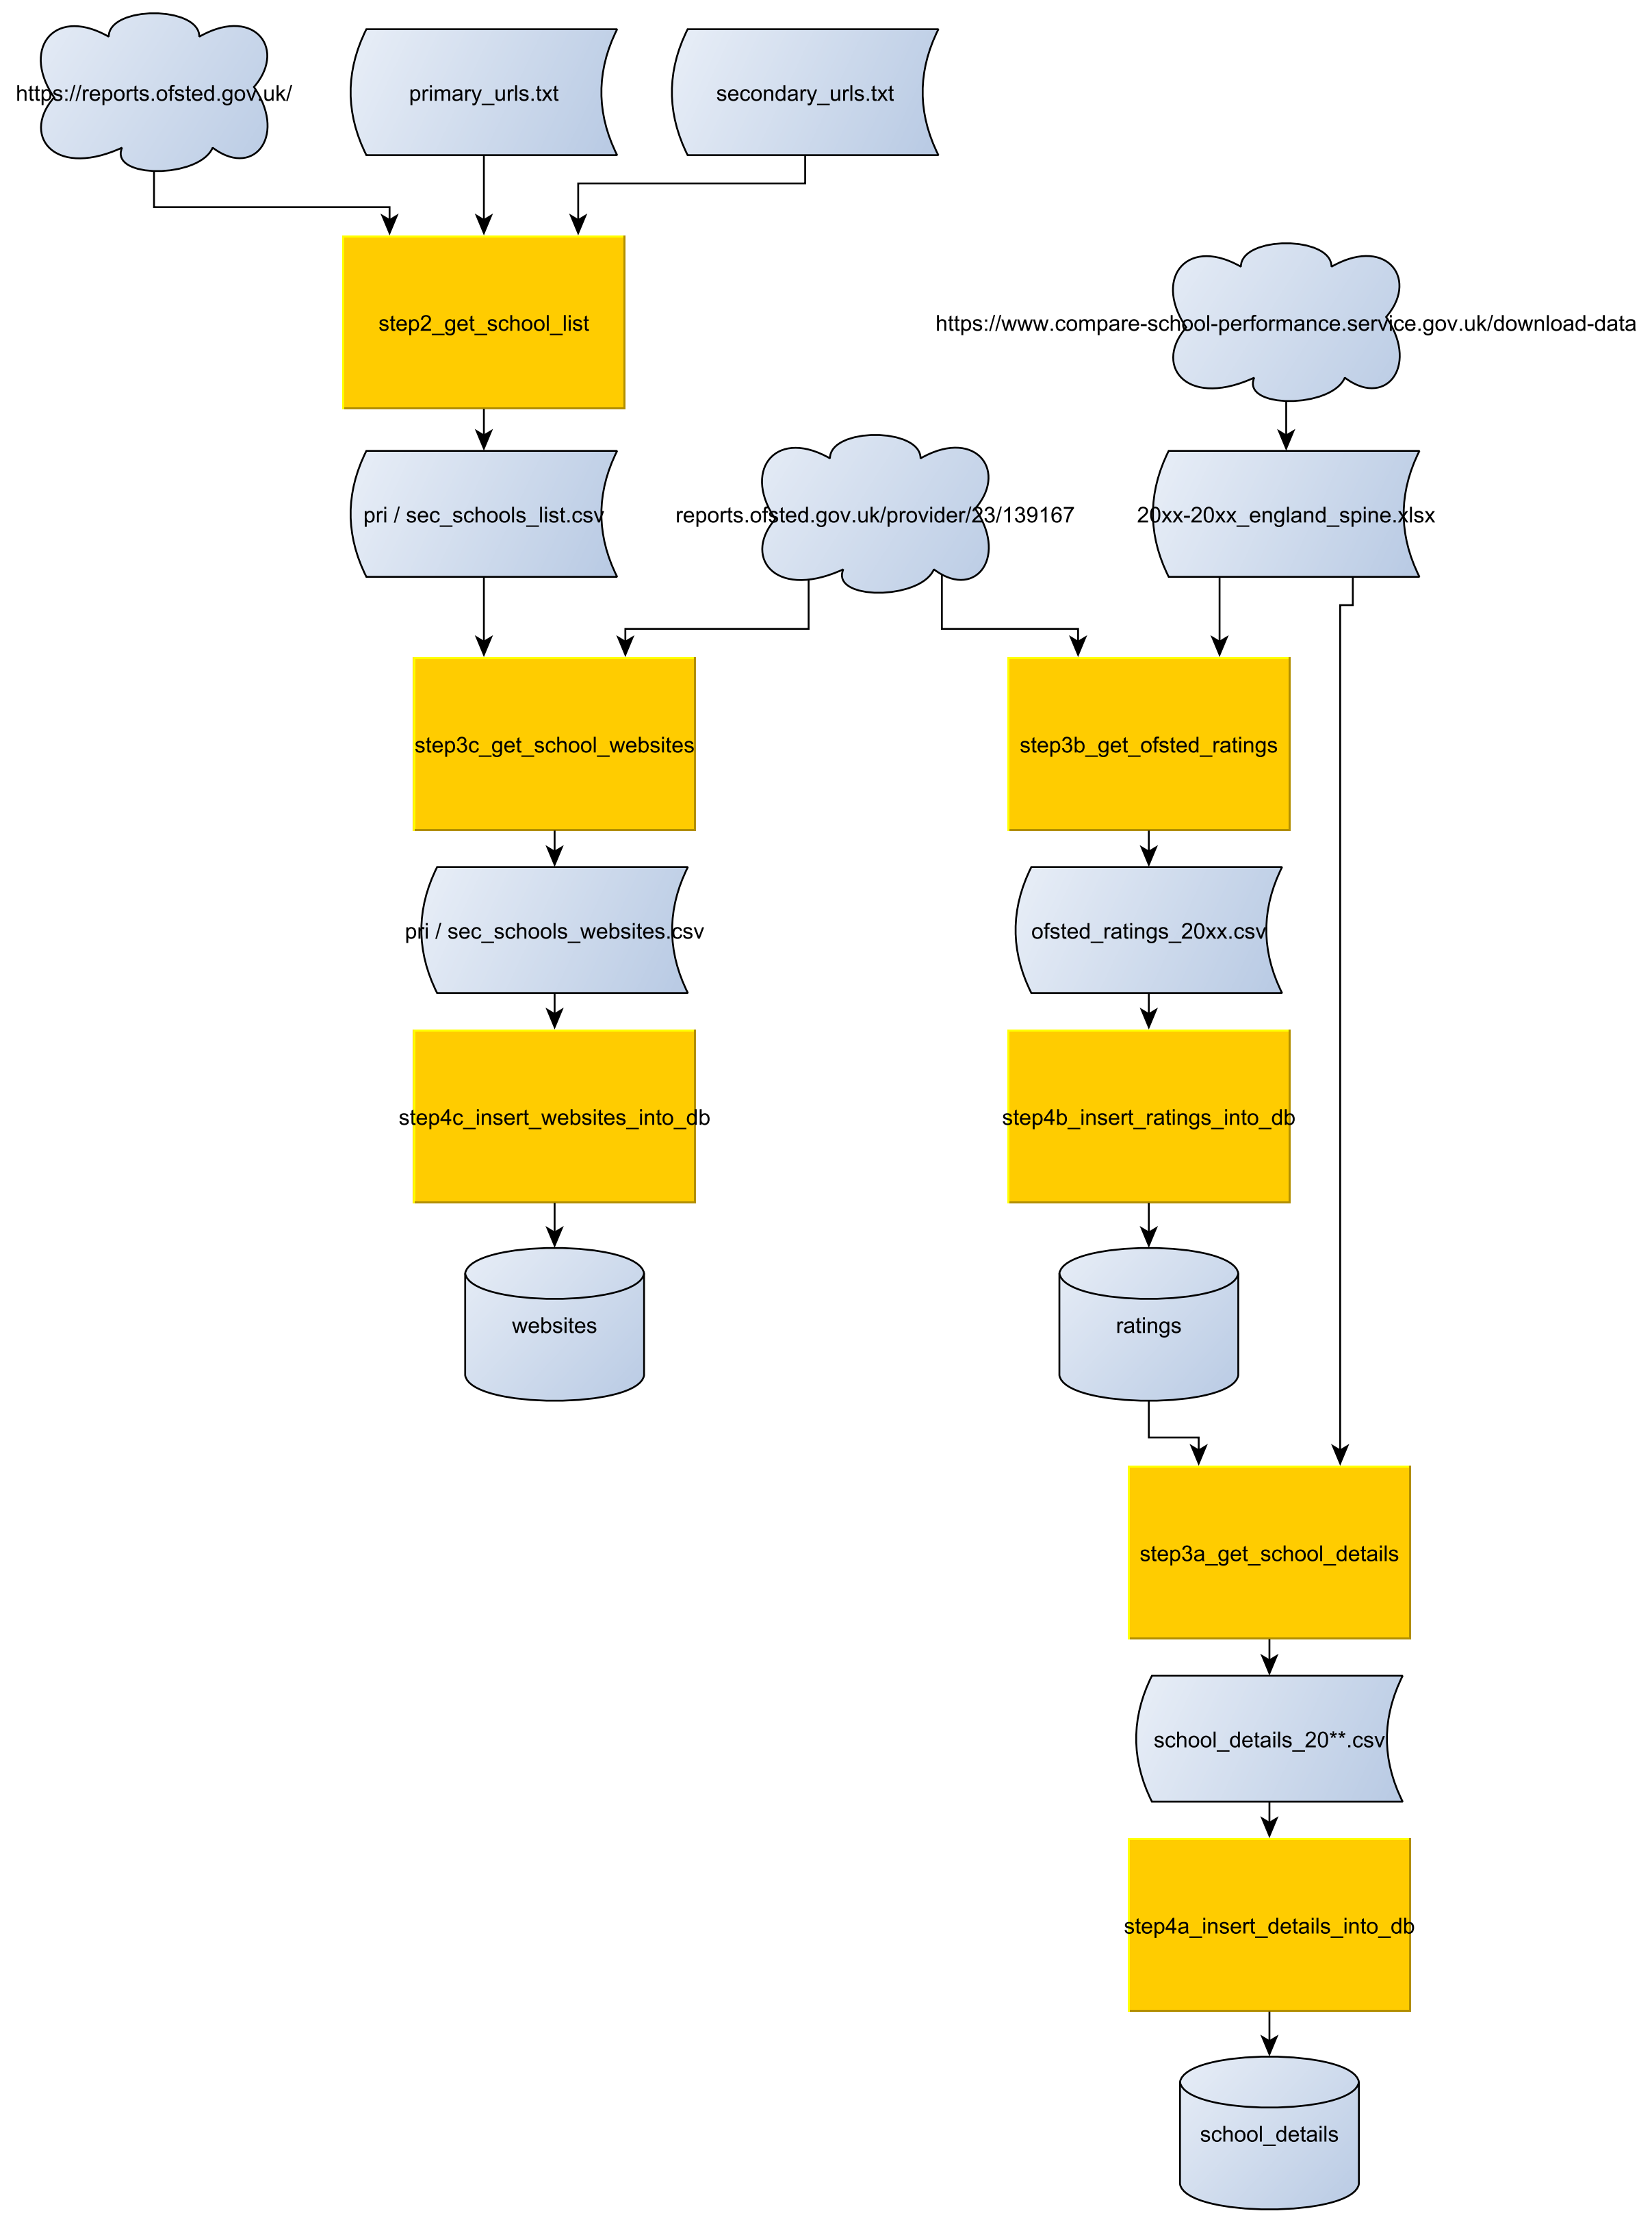 https://reports.ofsted.gov.uk/
primary_urls.txt
secondary_urls.txt
step2_get_school_list
https://www.compare-school-performance.service.gov.uk/download-data
pri / sec_schools_list.csv
reports.ofsted.gov.uk/provider/23/139167
20xx-20xx_england_spine.xlsx
step3c_get_school_websites
step3b_get_ofsted_ratings
pri / sec_schools_websites.csv
ofsted_ratings_20xx.csv
step4c_insert_websites_into_db
step4b_insert_ratings_into_db
websites
ratings
step3a_get_school_details
school_details_20**.csv
step4a_insert_details_into_db
school_details